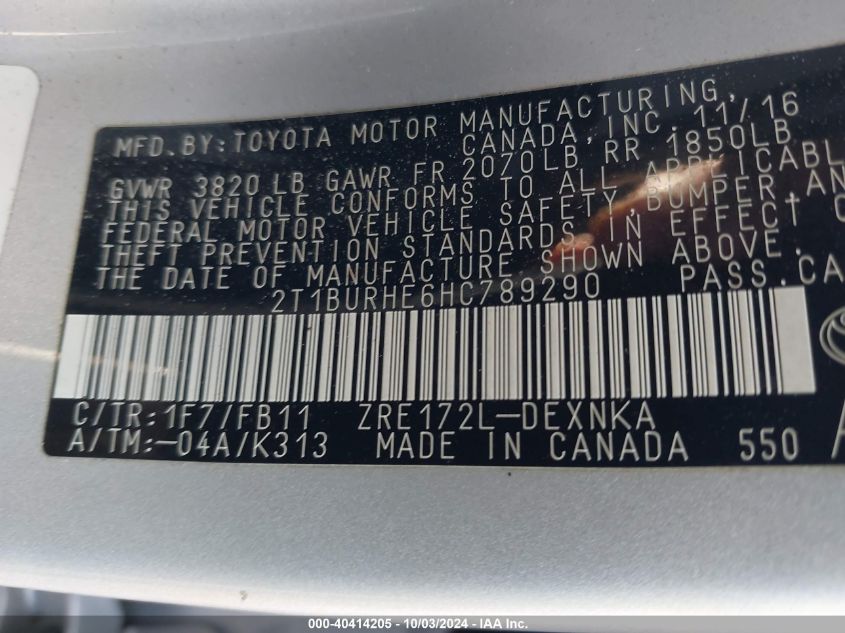 MFD. BY: TOYOTA MOTOR MANUFACTURING,
CANADA, INC. 11/16
GVWR 3820 LB GAWR FR 2070LB RR 1850LB
THIS VEHICLE CONFORMS TO ALL APPLICABL
FEDERAL MOTOR VEHICLE SAFETY, BUMPER, AN
THEFT PREVENTION STANDARDS IN EFFECT O
THE DATE OF MANUFACTURE SHOWN ABOVE.
2T1BURHE6HC789290 PASS.CA
C/TR: 1F7/FB11 ZRE172L-DEXNKA
A/TM:-04A/K313 MADE IN CANADA 550 A
000-40414205 - 10/03/2024 - IAA Inc.